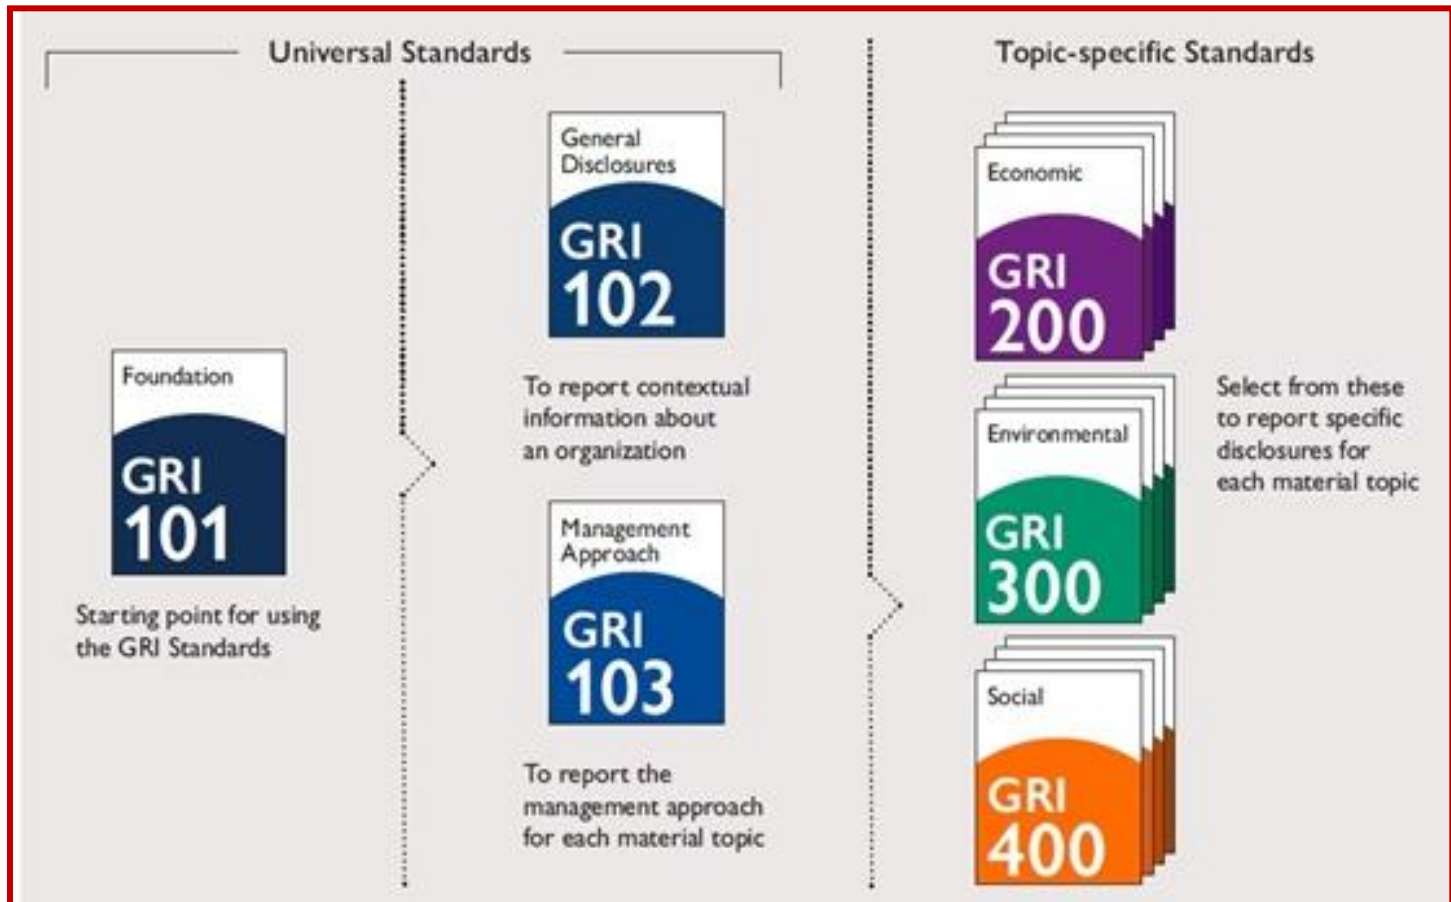 Universal Standards
Foundation
GRI
101
Starting point for using
the GRI Standards
General
Disclosures
GRI
102
To report contextual
information about
an organization
Management
Approach
GRI
103
To report the
management approach
for each material topic
Topic-specific Standards
Economic
GRI
200
Environmental
GRI
300
Social
GRI
400
Select from these
to report specific
disclosures for
each material topic